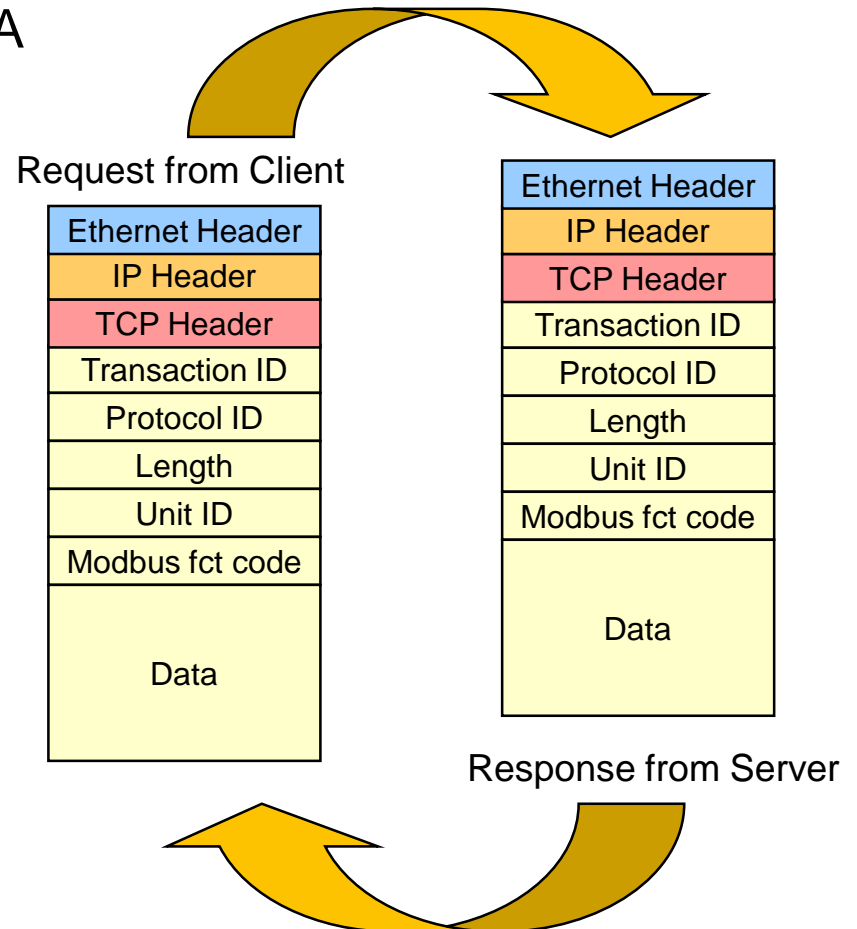 A
Request from Client
Ethernet Header
IP Header
TCP Header
Transaction ID
Protocol ID
Length
Unit ID
Modbus fct code
Data
Ethernet Header
IP Header
TCP Header
Transaction ID
Protocol ID
Length
Unit ID
Modbus fct code
Data
Response from Server